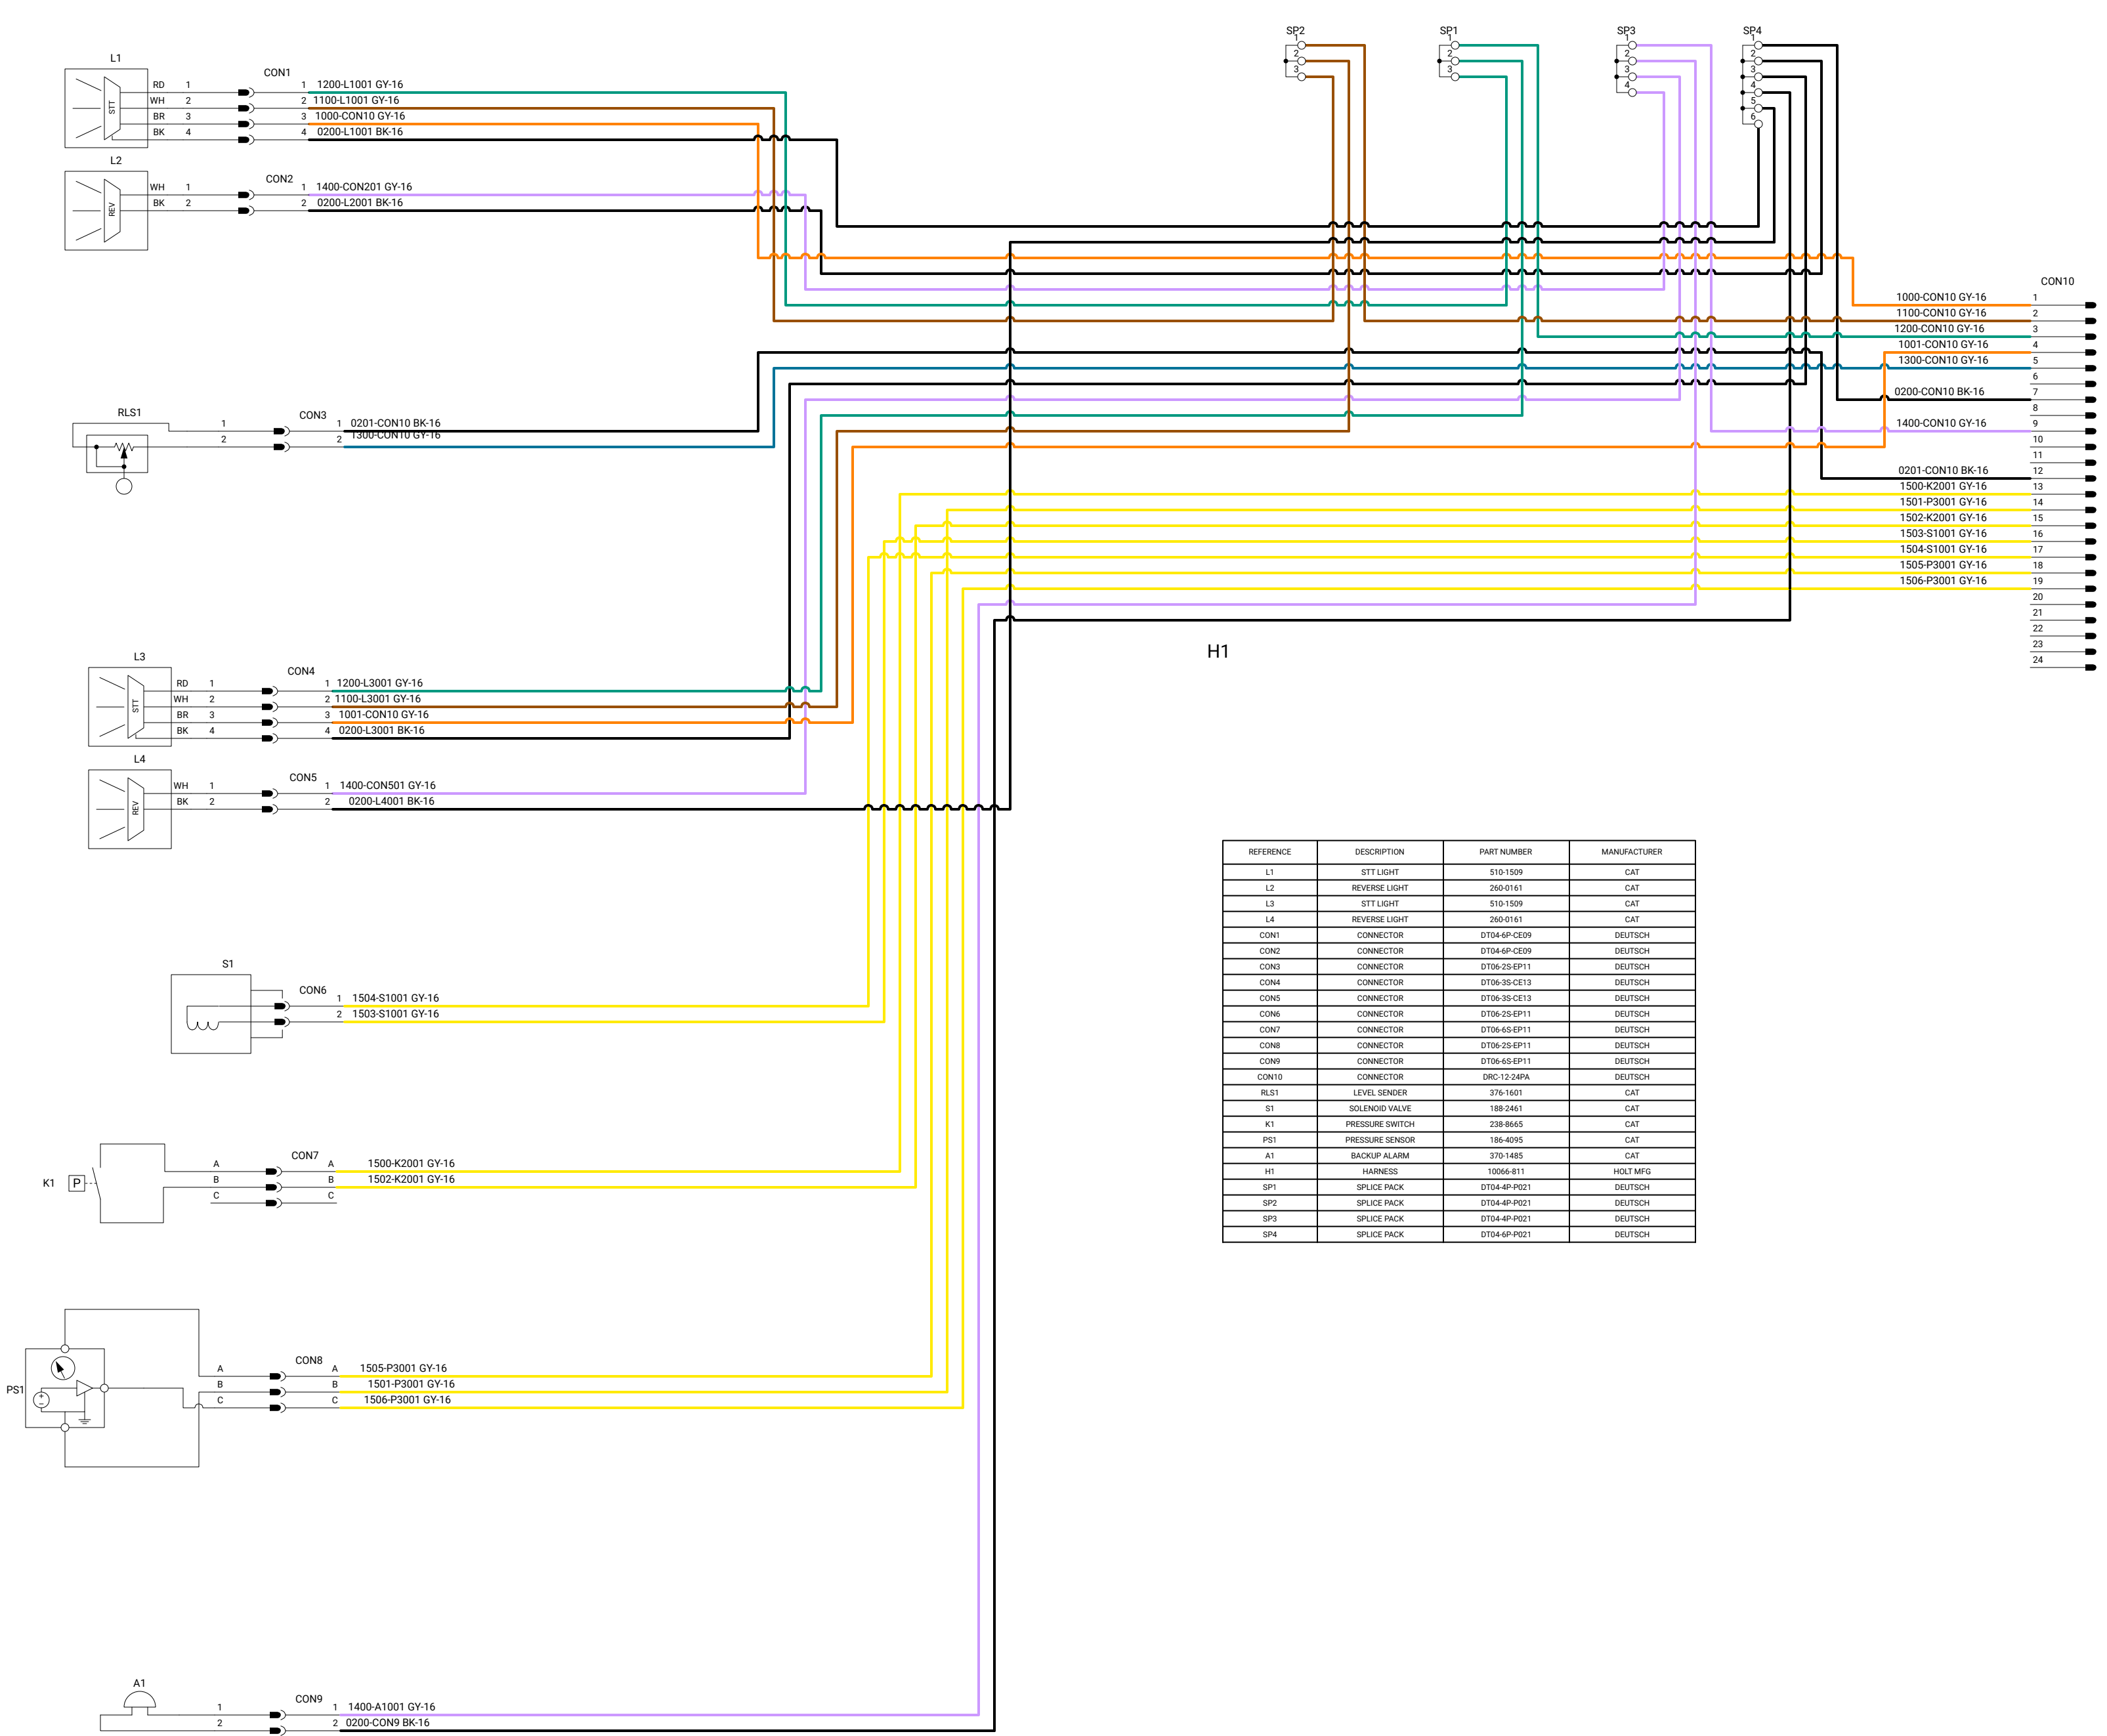 SP2
1
2
3
SP1
1
2
3
SP3
1
2
3
4
SP4
1
2
3
4
5
6
L1
CON1
STT
RD 1 1 1200-L1001 GY-16
WH 2 2 1100-L1001 GY-16
BR 3 3 1000-CON10 GY-16
BK 4 4 0200-L1001 BK-16
L2
CON2
REV
WH 1 1 1400-CON201 GY-16
BK 2 2 0200-L2001 BK-16
CON10
1000-CON10 GY-16 1
1100-CON10 GY-16 2
1200-CON10 GY-16 3
1001-CON10 GY-16 4
1300-CON10 GY-16 5
6
0200-CON10 BK-16 7
8
1400-CON10 GY-16 9
10
11
0201-CON10 BK-16 12
1500-K2001 GY-16 13
1501-P3001 GY-16 14
1502-K2001 GY-16 15
1503-S1001 GY-16 16
1504-S1001 GY-16 17
1505-P3001 GY-16 18
1506-P3001 GY-16 19
20
21
22
23
24
RLS1
CON3
1 1 0201-CON10 BK-16
2 2 1300-CON10 GY-16
H1
L3
CON4
STT
RD 1 1 1200-L3001 GY-16
WH 2 2 1100-L3001 GY-16
BR 3 3 1001-CON10 GY-16
BK 4 4 0200-L3001 BK-16
L4
CON5
REV
WH 1 1 1400-CON501 GY-16
BK 2 2 0200-L4001 BK-16
S1
CON6
1 1504-S1001 GY-16
2 1503-S1001 GY-16
K1
P
CON7
A A 1500-K2001 GY-16
B B 1502-K2001 GY-16
C C
PS1
CON8
A A 1505-P3001 GY-16
B B 1501-P3001 GY-16
C C 1506-P3001 GY-16
A1
CON9
1 1 1400-A1001 GY-16
2 2 0200-CON9 BK-16
REFERENCE DESCRIPTION PART NUMBER MANUFACTURER
L1 STT LIGHT 510-1509 CAT
L2 REVERSE LIGHT 260-0161 CAT
L3 STT LIGHT 510-1509 CAT
L4 REVERSE LIGHT 260-0161 CAT
CON1 CONNECTOR DT04-6P-CE09 DEUTSCH
CON2 CONNECTOR DT04-6P-CE09 DEUTSCH
CON3 CONNECTOR DT06-2S-EP11 DEUTSCH
CON4 CONNECTOR DT06-3S-CE13 DEUTSCH
CON5 CONNECTOR DT06-3S-CE13 DEUTSCH
CON6 CONNECTOR DT06-2S-EP11 DEUTSCH
CON7 CONNECTOR DT06-6S-EP11 DEUTSCH
CON8 CONNECTOR DT06-2S-EP11 DEUTSCH
CON9 CONNECTOR DT06-6S-EP11 DEUTSCH
CON10 CONNECTOR DRC-12-24PA DEUTSCH
RLS1 LEVEL SENDER 376-1601 CAT
S1 SOLENOID VALVE 188-2461 CAT
K1 PRESSURE SWITCH 238-8665 CAT
PS1 PRESSURE SENSOR 186-4095 CAT
A1 BACKUP ALARM 370-1485 CAT
H1 HARNESS 10066-811 HOLT MFG
SP1 SPLICE PACK DT04-4P-P021 DEUTSCH
SP2 SPLICE PACK DT04-4P-P021 DEUTSCH
SP3 SPLICE PACK DT04-4P-P021 DEUTSCH
SP4 SPLICE PACK DT04-6P-P021 DEUTSCH